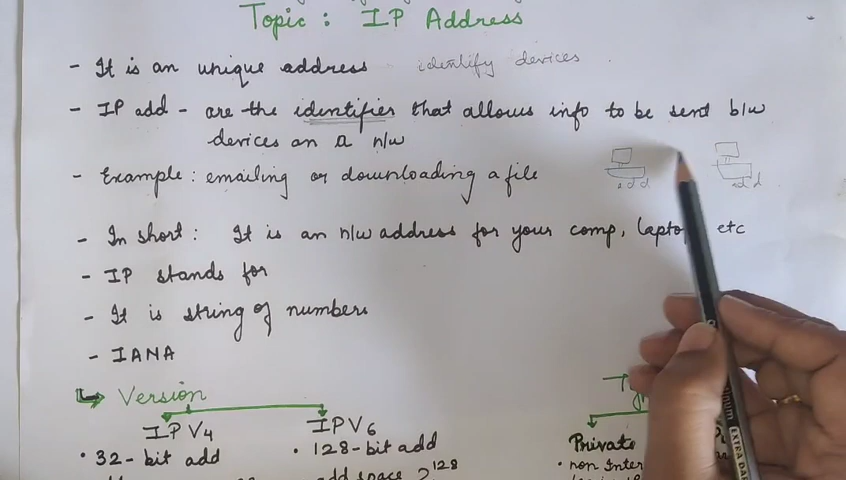 Topic: IP Address
- It is an unique address identify devices
- IP add - are the identifier that allows info to be sent b/w
devices on a n/w
- Example: emailing or downloading a file
add add
- In short: It is an n/w address for your comp, laptop etc
- IP stands for
- It is string of numbers
- IANA
Version
IPV4 IPV6
Private
• 32-bit add • 128-bit add
• non Inter
add space 2^128